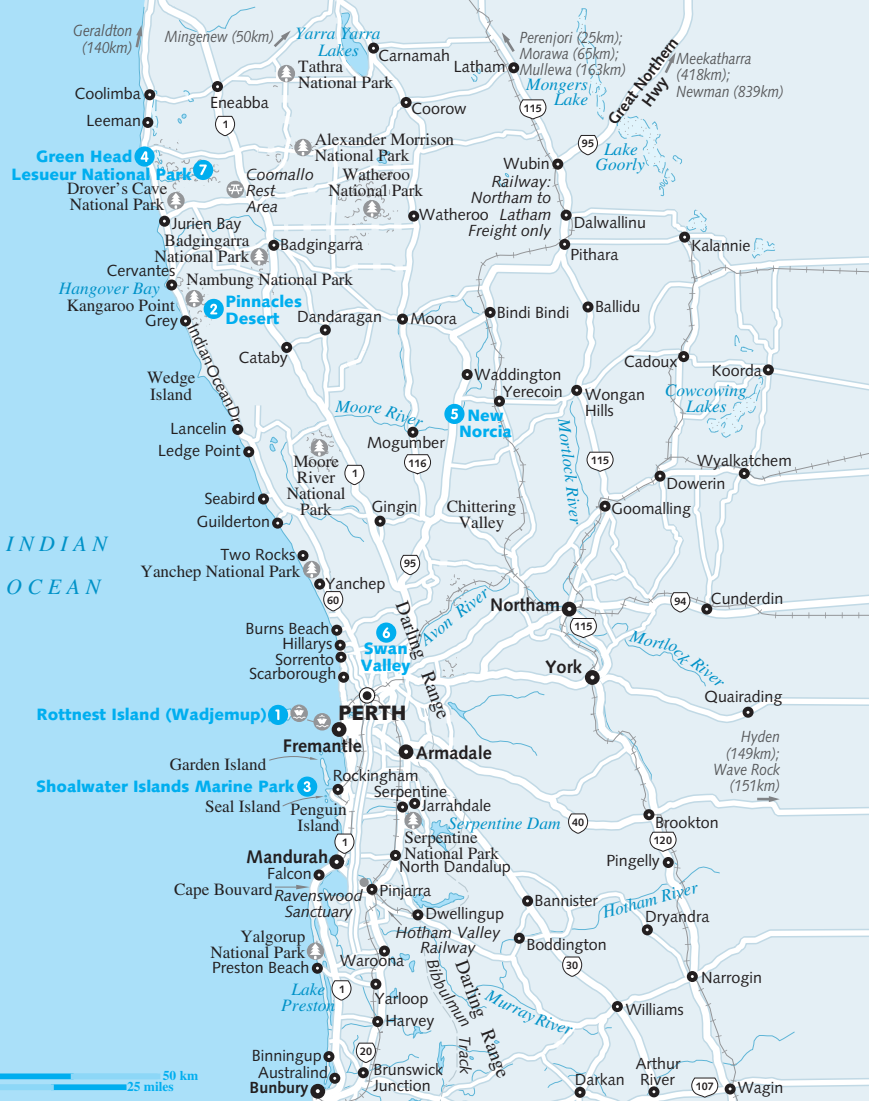 Geraldton
(140km)
Mingenew (50km)
Yarra Yarra
Lakes
Carnamah
Perenjori (25km);
Morawa (65km);
Mullewa (163km)
Latham
Mongers
Lake
Great Northern
Hwy
Meekatharra
(418km);
Newman (839km)
Tathra
National Park
Coolimba
Eneabba
Coorow
115
Leeman
1
Alexander Morrison
National Park
95
Lake
Goorly
Green Head 4
Lesueur National Park 7
Drover's Cave
National Park
Coomallo
Rest
Area
Watheroo
National Park
Wubin
Railway:
Northam to
Latham
Freight only
Watheroo
Dalwallinu
Jurien Bay
Badgingarra
National Park
Badgingarra
Pithara
Kalannie
Cervantes
Hangover Bay
Nambung National Park
Kangaroo Point
2 Pinnacles
Desert
Grey
Dandaragan
Moora
Bindi Bindi
Ballidu
Indian Ocean Dr
Cataby
Cadoux
Koorda
Wedge
Island
Waddington
Yerecoin
Wongan
Hills
Cowcowing
Lakes
Moore River
5 New
Norcia
Lancelin
Ledge Point
Mogumber
Mortlock River
Moore
River
National
Park
1
116
115
Wyalkatchem
Dowerin
Seabird
Guilderton
Gingin
Chittering
Valley
Goomalling
INDIAN
OCEAN
Two Rocks
Yanchep National Park
Yanchep
95
60
Darling
Range
Avon River
Northam
94
Cunderdin
115
Burns Beach
Hillarys
Sorrento
Scarborough
6
Swan
Valley
Mortlock River
York
Quairading
Rottnest Island (Wadjemup) 1
PERTH
Fremantle
Armadale
Hyden
(149km);
Wave Rock
(151km)
Garden Island
Shoalwater Islands Marine Park 3
Rockingham
Seal Island
Penguin
Island
Serpentine
Jarrahdale
Serpentine Dam
40
Brookton
1
Serpentine
National Park
120
Mandurah
North Dandalup
Pingelly
Falcon
Cape Bouvard
Ravenswood
Sanctuary
Pinjarra
Bannister
Hotham River
Dwellingup
Dryandra
Hotham Valley
Railway
Yalgorup
National Park
Boddington
Preston Beach
Waroona
30
Narrogin
Lake
Preston
1
Yarloop
Bibbulmun Track
Darling Range
Murray River
Williams
Harvey
Binningup
Australind
Bunbury
20
Brunswick
Junction
Darkan
Arthur
River
107
Wagin
50 km
25 miles